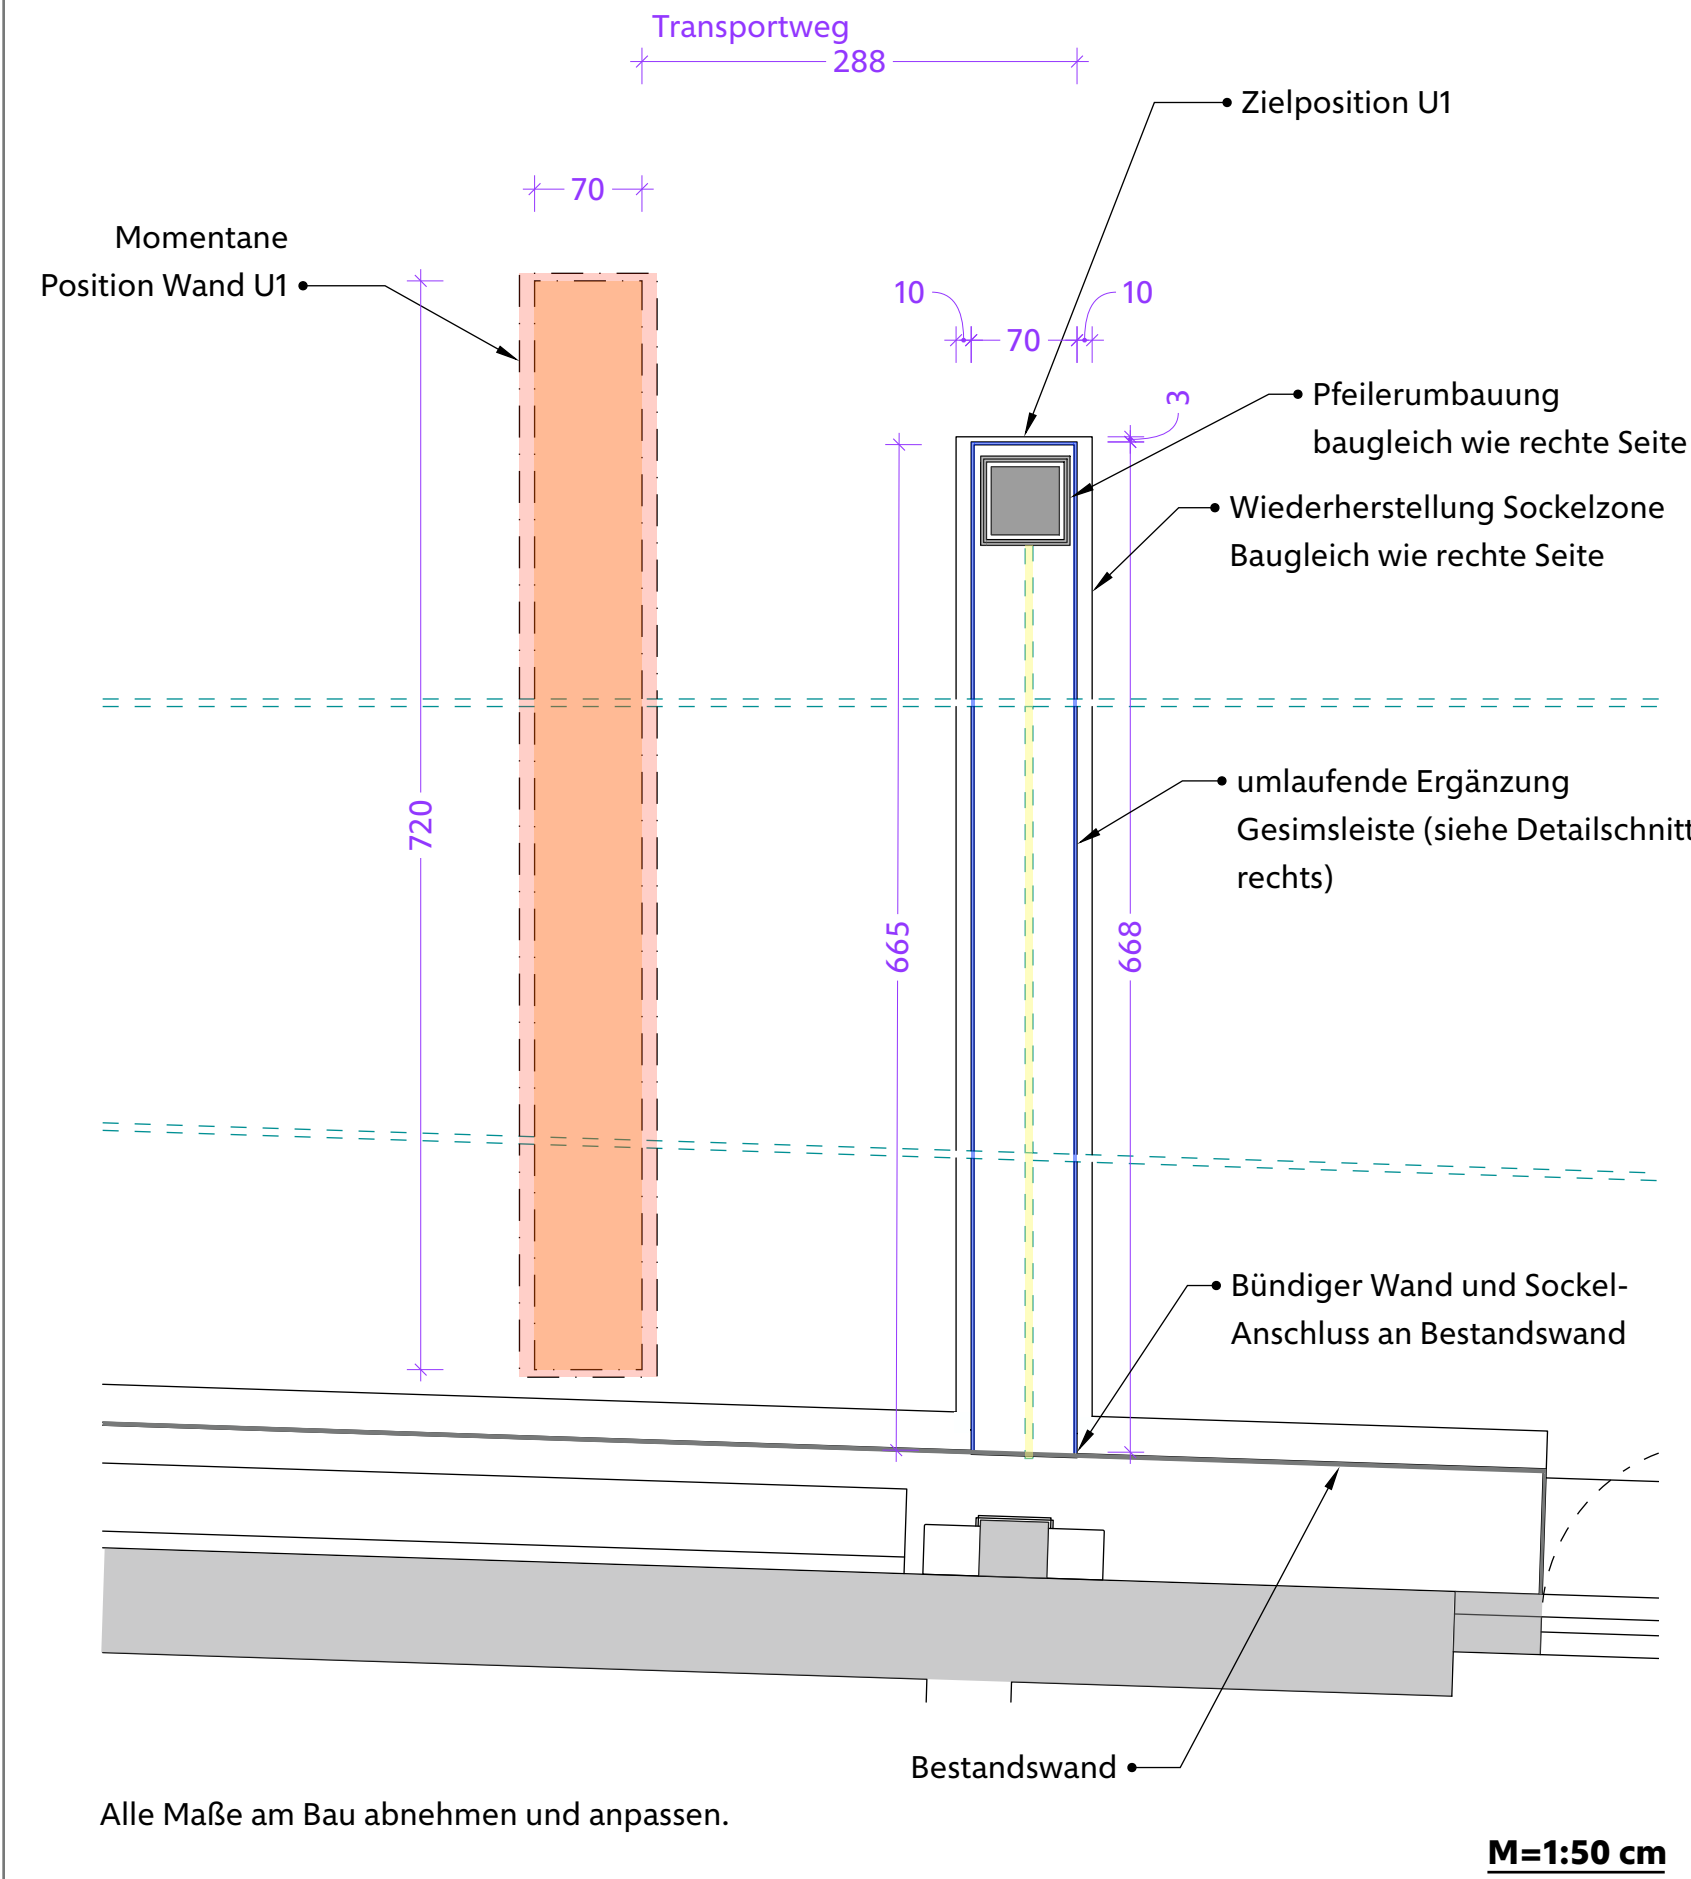 Transportweg
288
Zielposition U1
70
Momentane
Position Wand U1
10
10
70
3
Pfeilerumbauung
baugleich wie rechte Seite
Wiederherstellung Sockelzone
Baugleich wie rechte Seite
umlaufende Ergänzung
Gesimsleiste (siehe Detailschnitt
rechts)
720
665
668
Bündiger Wand und Sockel-
Anschluss an Bestandswand
Bestandswand
Alle Maße am Bau abnehmen und anpassen.
M=1:50 cm